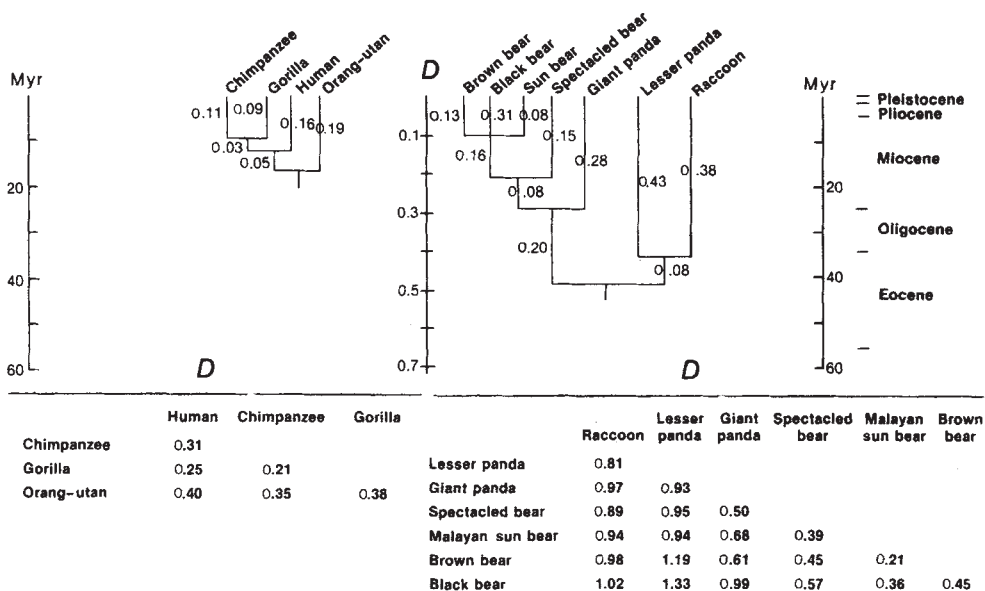 Myr
20
40
60
Chimpanzee
Gorilla
Human
Orang-utan
0.11
0.09
0.16
0.19
0.03
0.05
D
D
0.1
0.3
0.5
0.7
Brown bear
Black bear
Sun bear
Spectacled bear
Giant panda
Lesser panda
Raccoon
0.13
0.31
0.08
0.15
0.16
0.28
0.08
0.43
0.38
0.20
0.08
Myr
20
40
60
Pleistocene
Pliocene
Miocene
Oligocene
Eocene
D
Human Chimpanzee Gorilla
Chimpanzee 0.31
Gorilla 0.25 0.21
Orang-utan 0.40 0.35 0.38
Raccoon Lesser panda Giant panda Spectacled bear Malayan sun bear Brown bear
Lesser panda 0.81
Giant panda 0.97 0.93
Spectacled bear 0.89 0.95 0.50
Malayan sun bear 0.94 0.94 0.68 0.39
Brown bear 0.98 1.19 0.61 0.45 0.21
Black bear 1.02 1.33 0.99 0.57 0.36 0.45